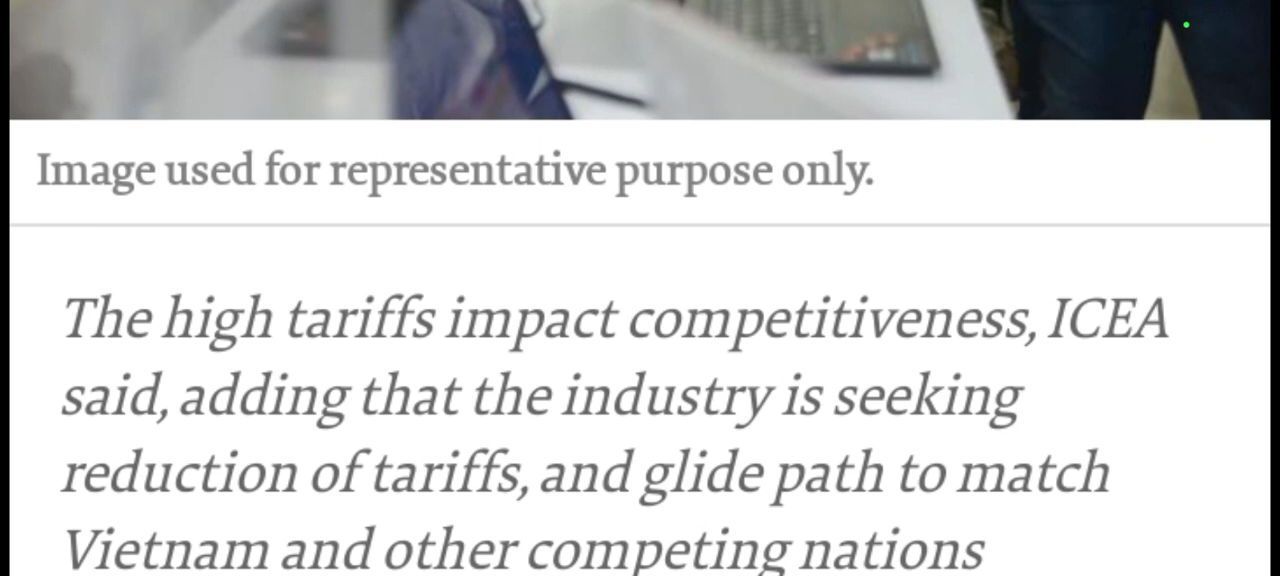 Image used for representative purpose only.
The high tariffs impact competitiveness, ICEA
said, adding that the industry is seeking
reduction of tariffs, and glide path to match
Vietnam and other competing nations